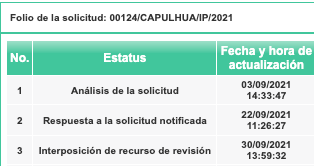 Folio de la solicitud: 00124/CAPULHUA/IP/2021
No. Estatus Fecha y hora de actualización
1 Análisis de la solicitud 03/09/2021 14:33:47
2 Respuesta a la solicitud notificada 22/09/2021 11:26:27
3 Interposición de recurso de revisión 30/09/2021 13:59:32